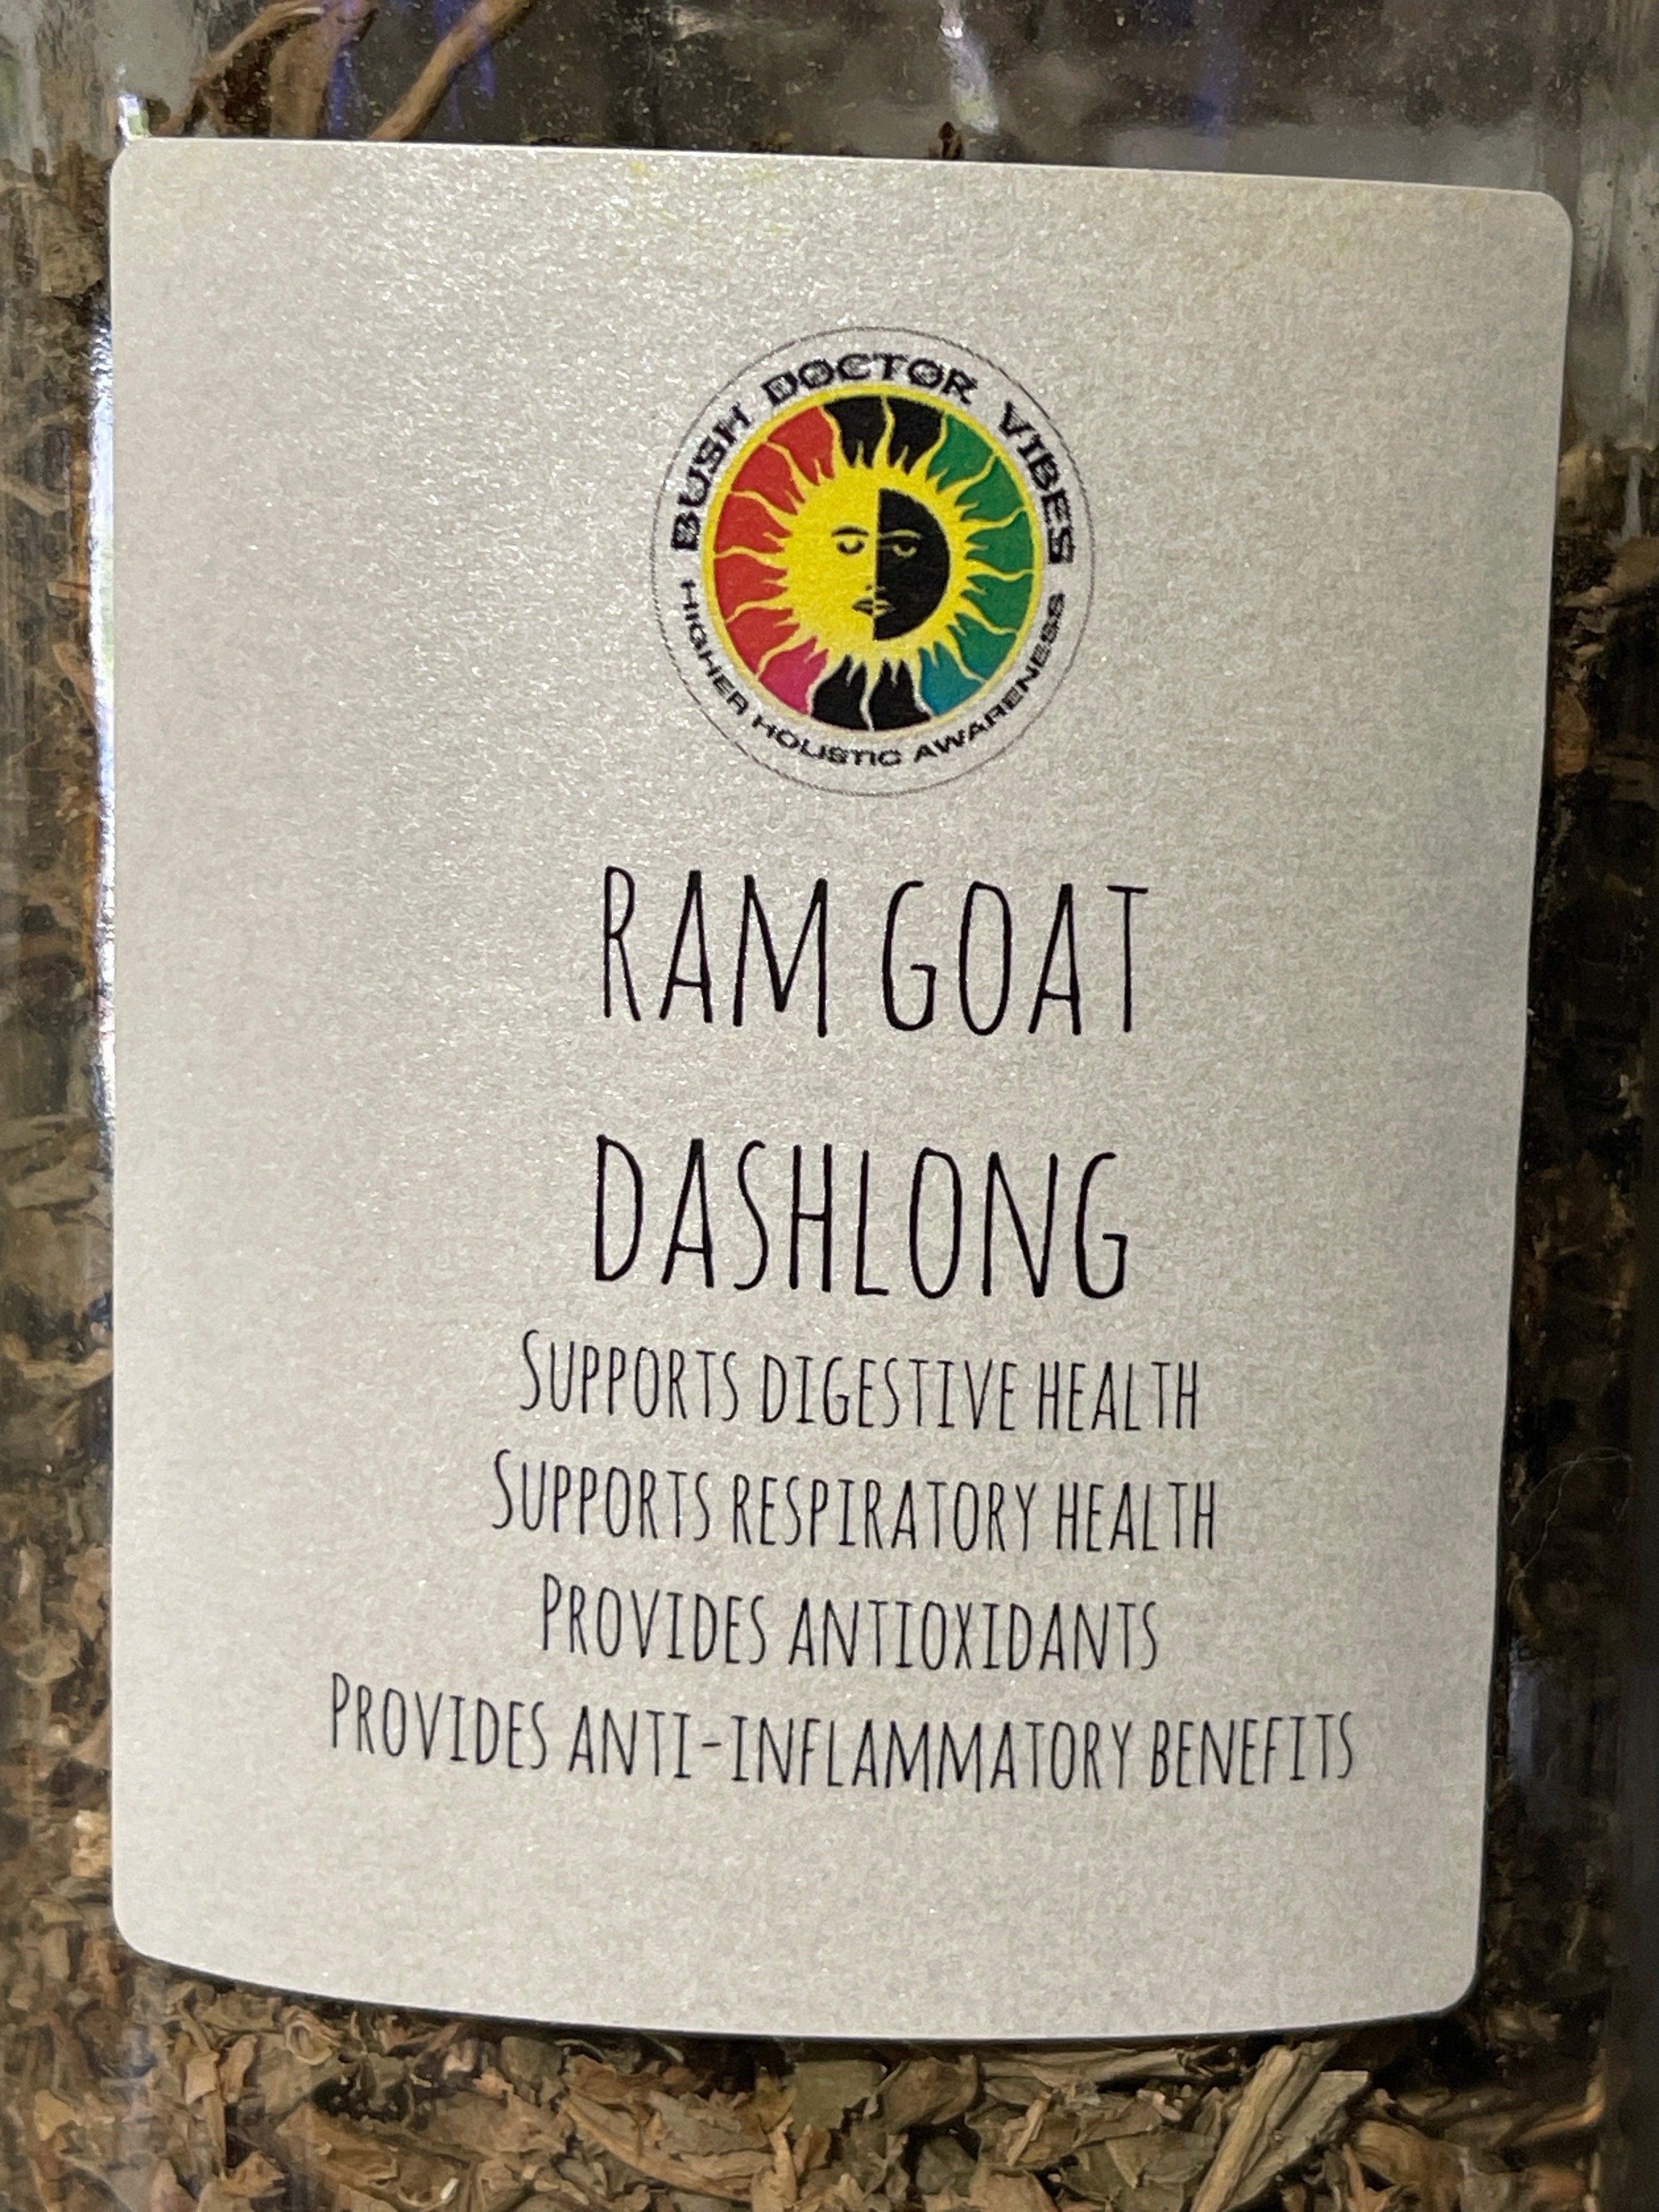 BUSH DOCTOR VIBES
HIGHER HOLISTIC AWARENESS
RAM GOAT
DASHLONG
SUPPORTS DIGESTIVE HEALTH
SUPPORTS RESPIRATORY HEALTH
PROVIDES ANTIOXIDANTS
PROVIDES ANTI-INFLAMMATORY BENEFITS